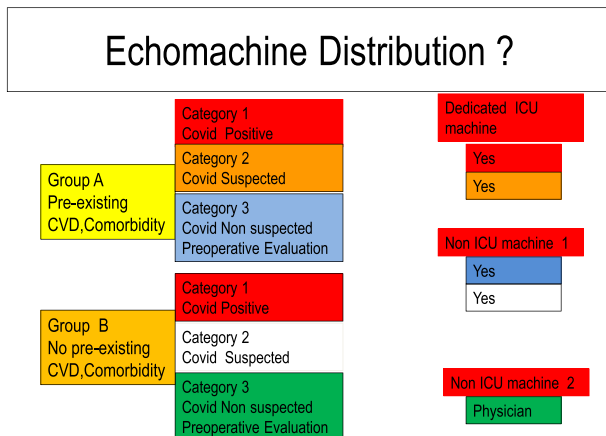 Echomachine Distribution ?
Group A
Pre-existing
CVD,Comorbidity
Category 1
Covid Positive
Category 2
Covid Suspected
Category 3
Covid Non suspected
Preoperative Evaluation
Group B
No pre-existing
CVD,Comorbidity
Category 1
Covid Positive
Category 2
Covid Suspected
Category 3
Covid Non suspected
Preoperative Evaluation
Dedicated ICU
machine
Yes
Yes
Non ICU machine 1
Yes
Yes
Non ICU machine 2
Physician